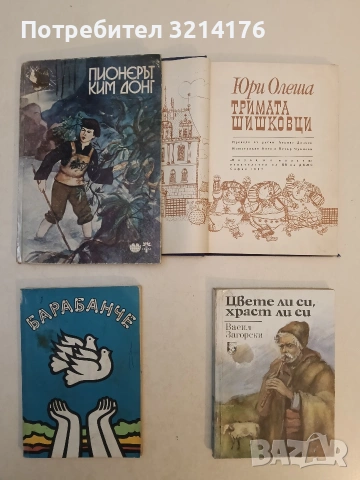 Потребител 3214176
ПИОНЕРЪТ
КИМ ДОНГ
Юри Олеша
ТРИМАТА
ШИШКОВЦИ
БАРАБАНЧЕ
Цвете ли си,
храст ли си
Васил
Загорски
BAZAR